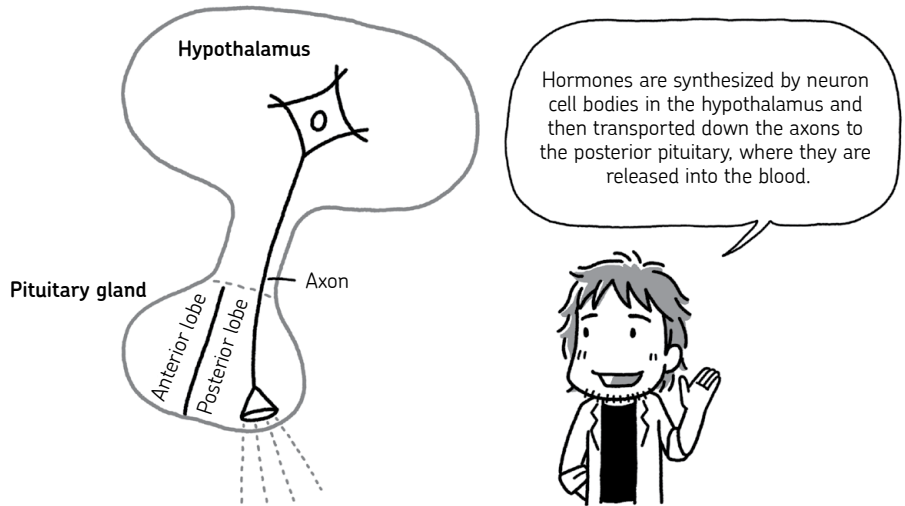 Hypothalamus
Pituitary gland
Anterior lobe
Posterior lobe
Axon
Hormones are synthesized by neuron
cell bodies in the hypothalamus and
then transported down the axons to
the posterior pituitary, where they are
released into the blood.